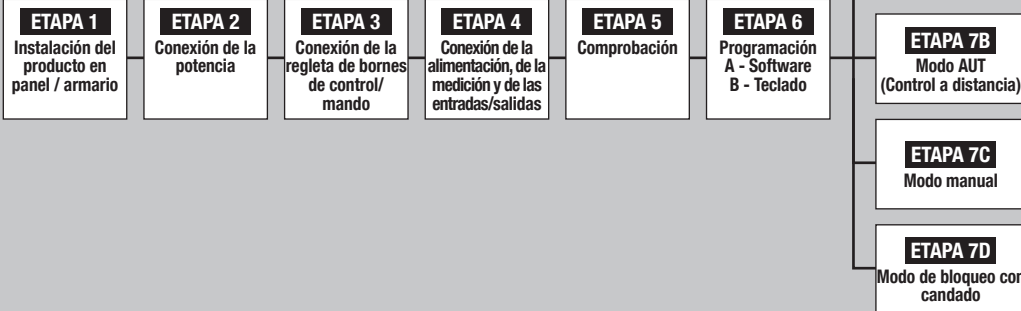 ETAPA 1
Instalación del
producto en
panel / armario
ETAPA 2
Conexión de la
potencia
ETAPA 3
Conexión de la
regleta de bornes
de control/
mando
ETAPA 4
Conexión de la
alimentación, de la
medición y de las
entradas/salidas
ETAPA 5
Comprobación
ETAPA 6
Programación
A - Software
B - Teclado
ETAPA 7B
Modo AUT
(Control a distancia)
ETAPA 7C
Modo manual
ETAPA 7D
Modo de bloqueo con
candado